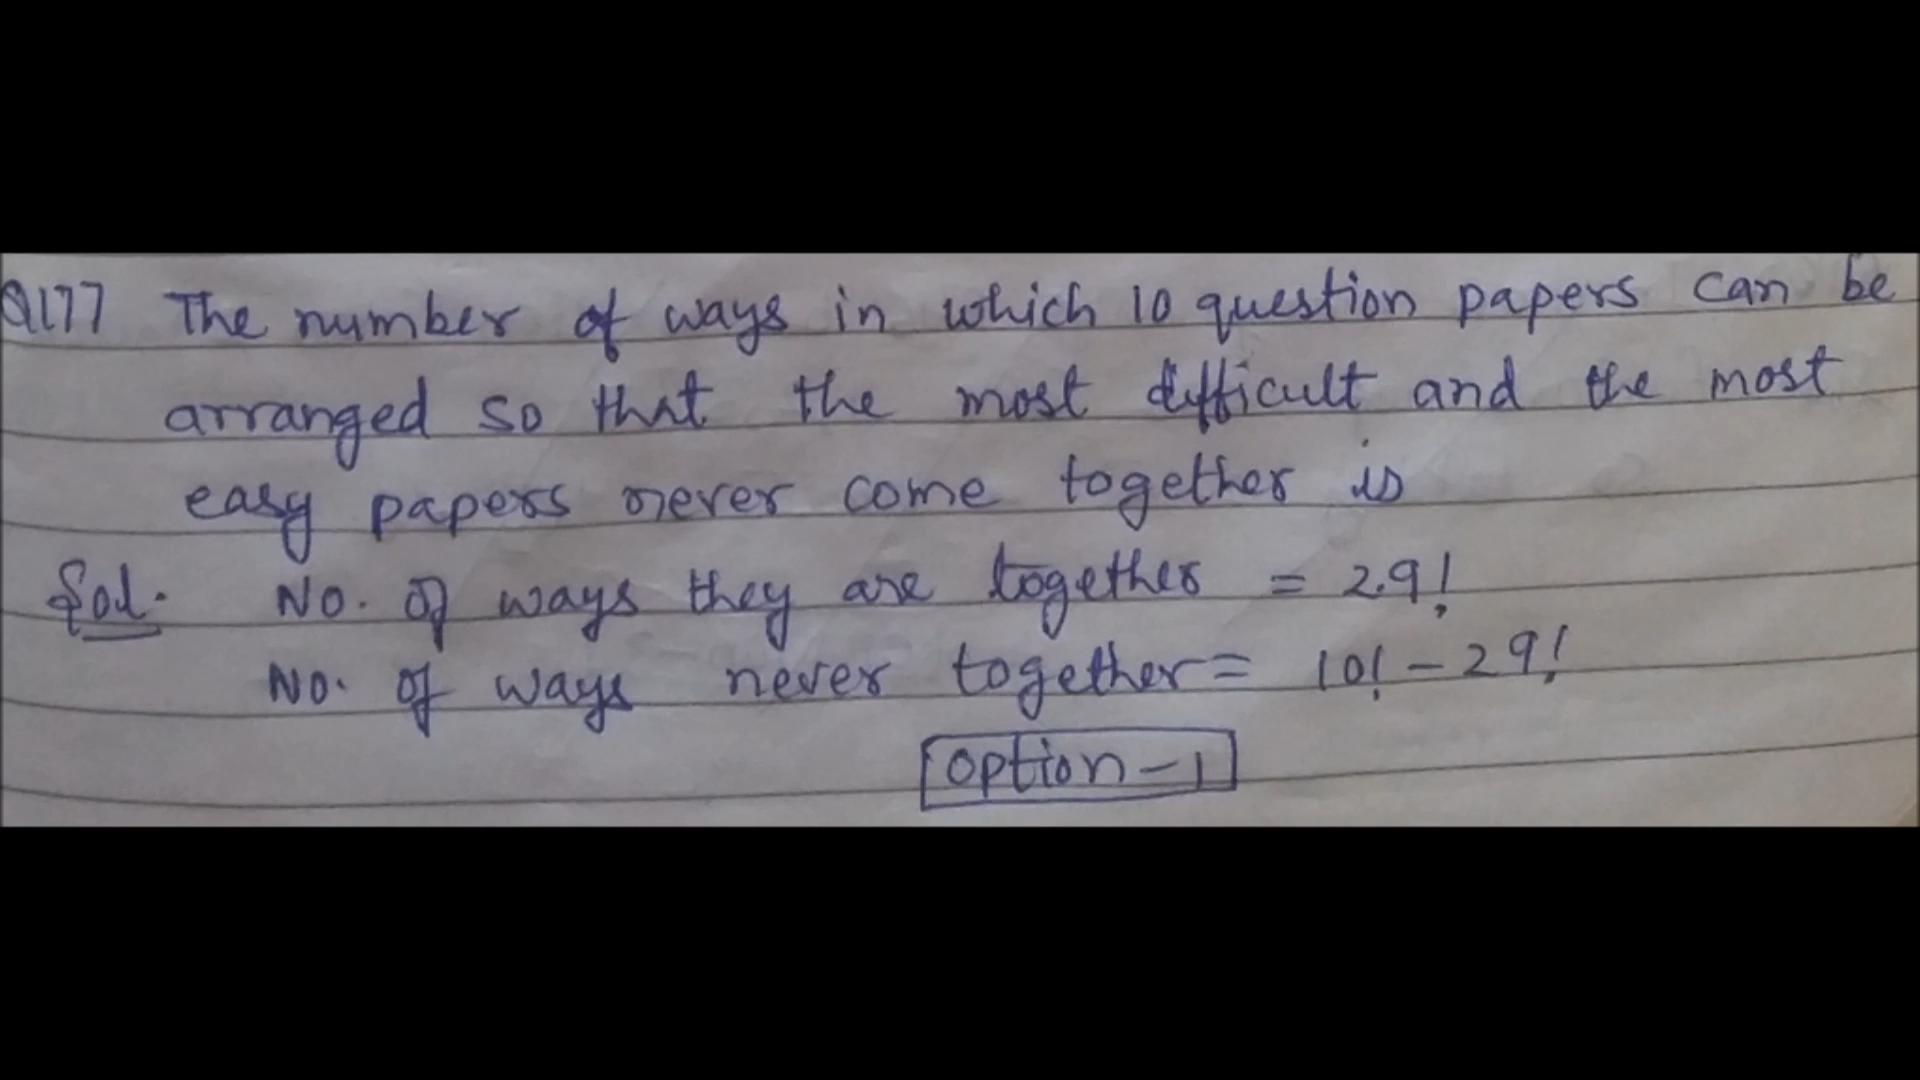 Q177 The number of ways in which 10 question papers can be
arranged so that the most difficult and the most
easy papers never come together is
Sol. No. of ways they are together = 2.9!
No. of ways never together = 10! - 2 9!
option-1